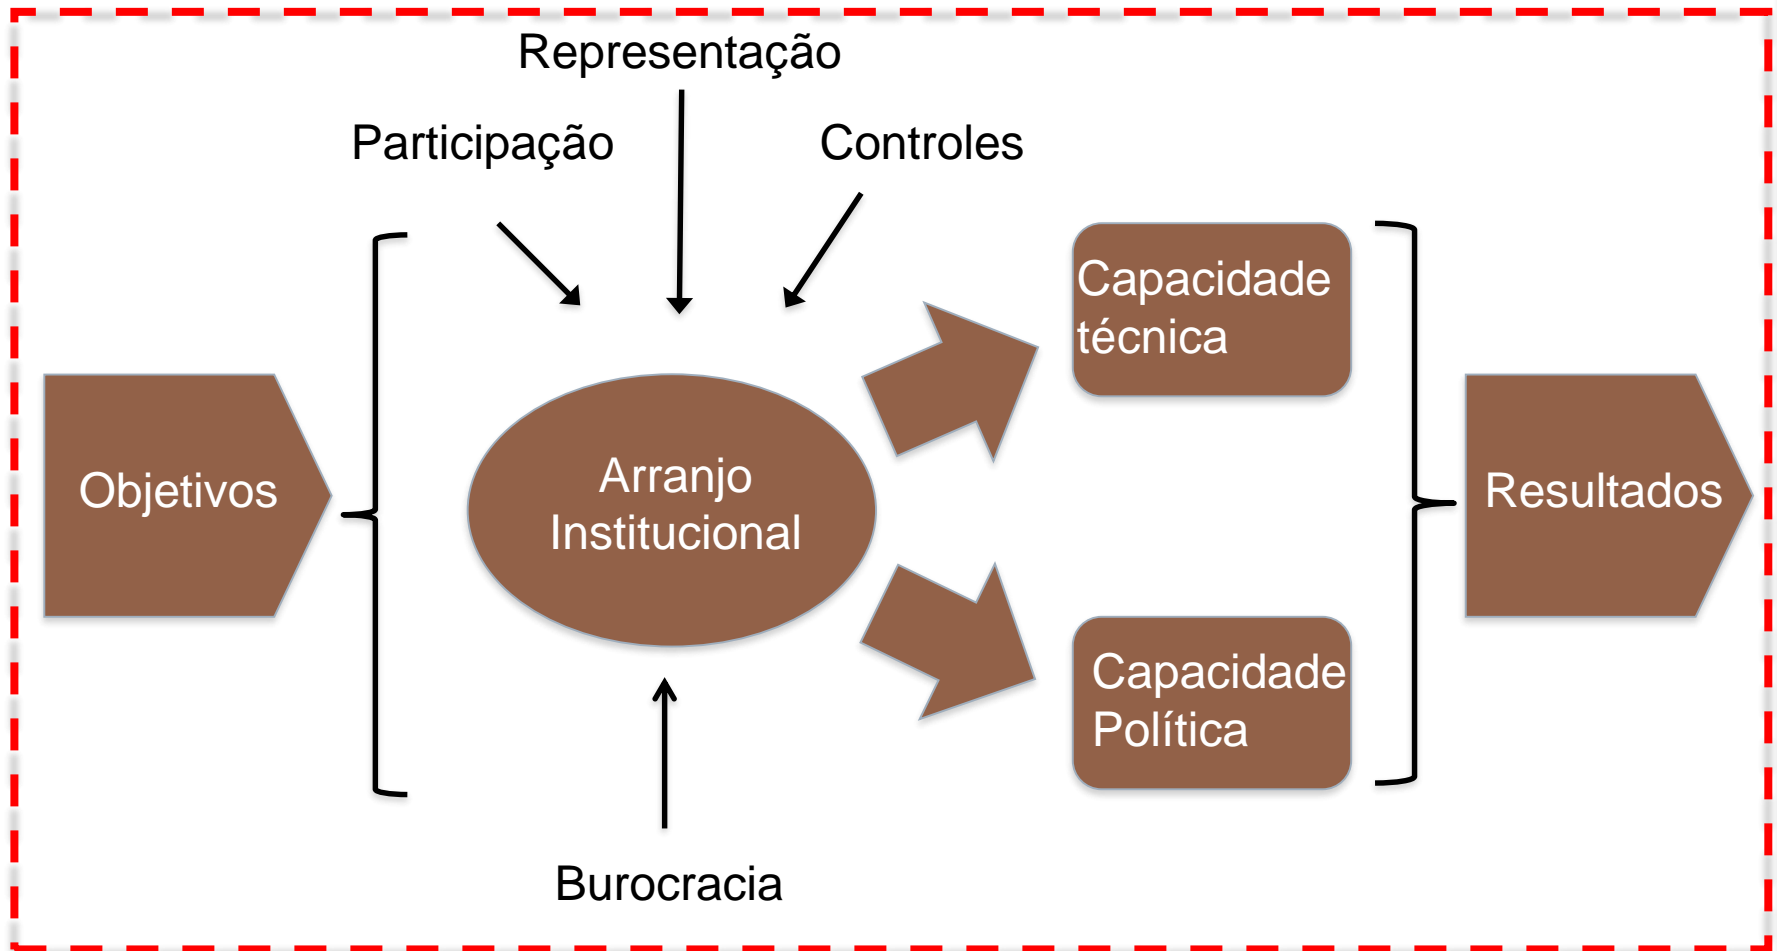 Representação
Participação
Controles
Capacidade
técnica
Objetivos
Arranjo
Institucional
Resultados
Capacidade
Política
Burocracia